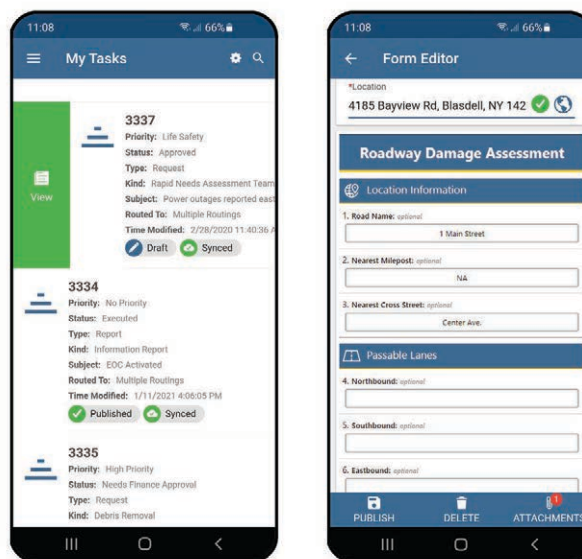 11:08
66%
My Tasks
View
3337
Priority: Life Safety
Status: Approved
Type: Request
Kind: Rapid Needs Assessment Team
Subject: Power outages reported east
Routed To: Multiple Routings
Time Modified: 2/28/2020 11:40:36 A
Draft
Synced
3334
Priority: No Priority
Status: Executed
Type: Report
Kind: Information Report
Subject: EOC Activated
Routed To: Multiple Routings
Time Modified: 1/11/2021 4:06:05 PM
Published
Synced
3335
Priority: High Priority
Status: Needs Finance Approval
Type: Request
Kind: Debris Removal
11:08
66%
Form Editor
*Location
4185 Bayview Rd, Blasdell, NY 142
Roadway Damage Assessment
Location Information
1. Road Name: optional
1 Main Street
2. Nearest Milepost: optional
NA
3. Nearest Cross Street: optional
Center Ave.
Passable Lanes
4. Northbound: optional
5. Southbound: optional
6. Eastbound: optional
1
PUBLISH
DELETE
ATTACHMENTS